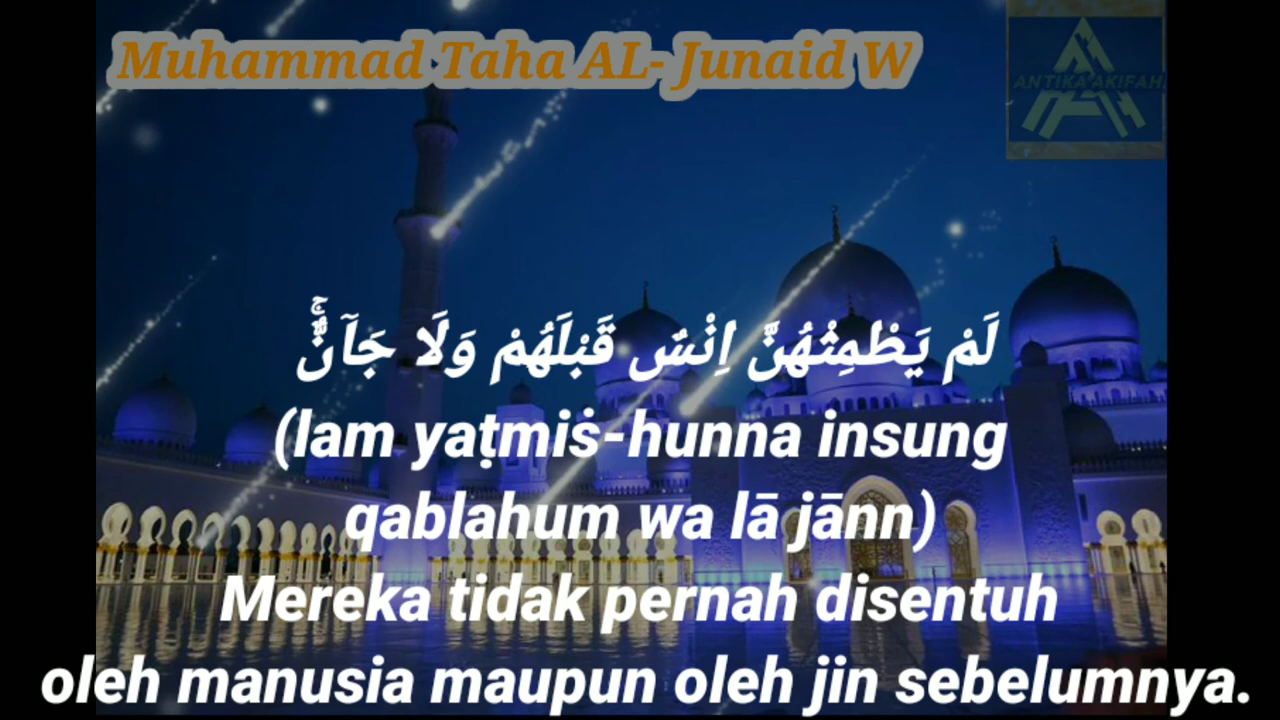 Muhammad Taha AL- Junaid W
ANTIKA AKIFAH
لَمْ يَطْمِثْهُنَّ اِنْسٌ قَبْلَهُمْ وَلَا جَاۤنٌّۚ
(lam yaṭmiṡ-hunna insung
qablahum wa lā jānn)
Mereka tidak pernah disentuh
oleh manusia maupun oleh jin sebelumnya.